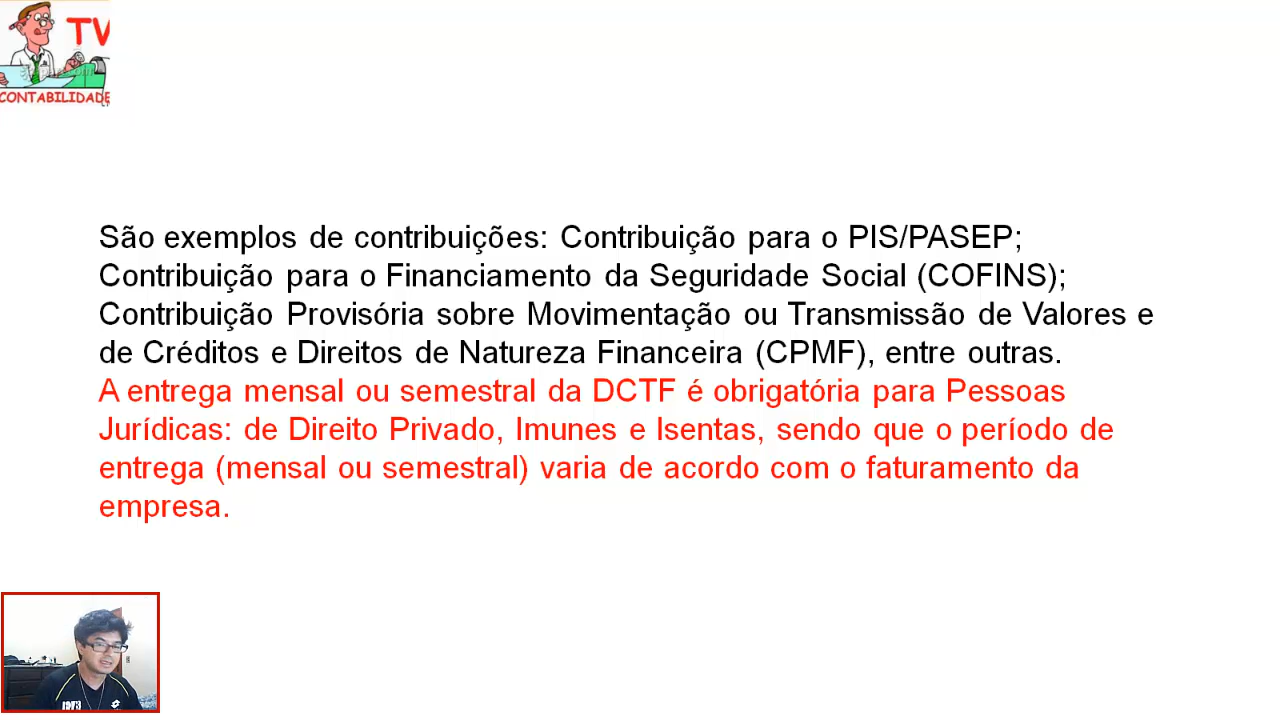 TV
CONTABILIDADE
São exemplos de contribuições: Contribuição para o PIS/PASEP;
Contribuição para o Financiamento da Seguridade Social (COFINS);
Contribuição Provisória sobre Movimentação ou Transmissão de Valores e
de Créditos e Direitos de Natureza Financeira (CPMF), entre outras.
A entrega mensal ou semestral da DCTF é obrigatória para Pessoas
Jurídicas: de Direito Privado, Imunes e Isentas, sendo que o período de
entrega (mensal ou semestral) varia de acordo com o faturamento da
empresa.